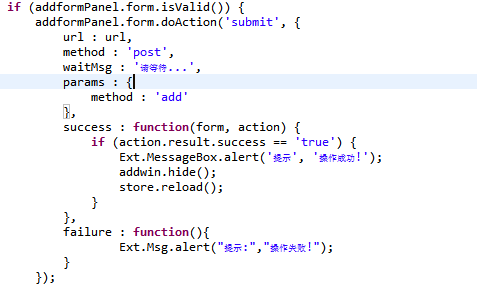 if (addformPanel.form.isValid()) {
    addformPanel.form.doAction('submit', {
        url : url,
        method : 'post',
        waitMsg : '请等待...',
        params : {
            method : 'add'
        },
        success : function(form, action) {
            if (action.result.success == 'true') {
                Ext.MessageBox.alert('提示', '操作成功!');
                addwin.hide();
                store.reload();
            }
        },
        failure : function(){
                Ext.Msg.alert("提示:","操作失败!");
        }
    });